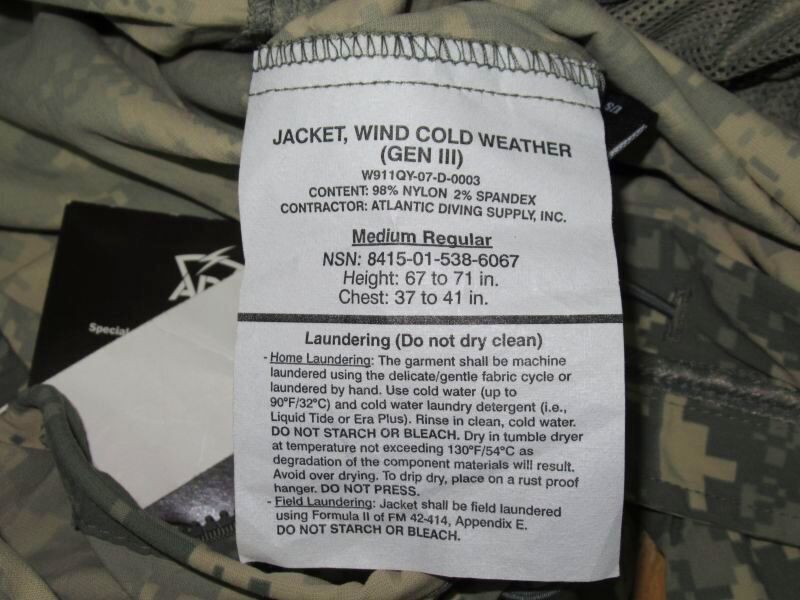 JACKET, WIND COLD WEATHER
(GEN III)
W911QY-07-D-0003
CONTENT: 98% NYLON 2% SPANDEX
CONTRACTOR: ATLANTIC DIVING SUPPLY, INC.
Medium Regular
NSN: 8415-01-538-6067
Height: 67 to 71 in.
Chest: 37 to 41 in.
Laundering (Do not dry clean)
- Home Laundering: The garment shall be machine
laundered using the delicate/gentle fabric cycle or
laundered by hand. Use cold water (up to
90°F/32°C) and cold water laundry detergent (i.e.,
Liquid Tide or Era Plus). Rinse in clean, cold water.
DO NOT STARCH OR BLEACH. Dry in tumble dryer
at temperature not exceeding 130°F/54°C as
degradation of the component materials will result.
Avoid over drying. To drip dry, place on a rust proof
hanger. DO NOT PRESS.
- Field Laundering: Jacket shall be field laundered
using Formula II of FM 42-414, Appendix E.
DO NOT STARCH OR BLEACH.